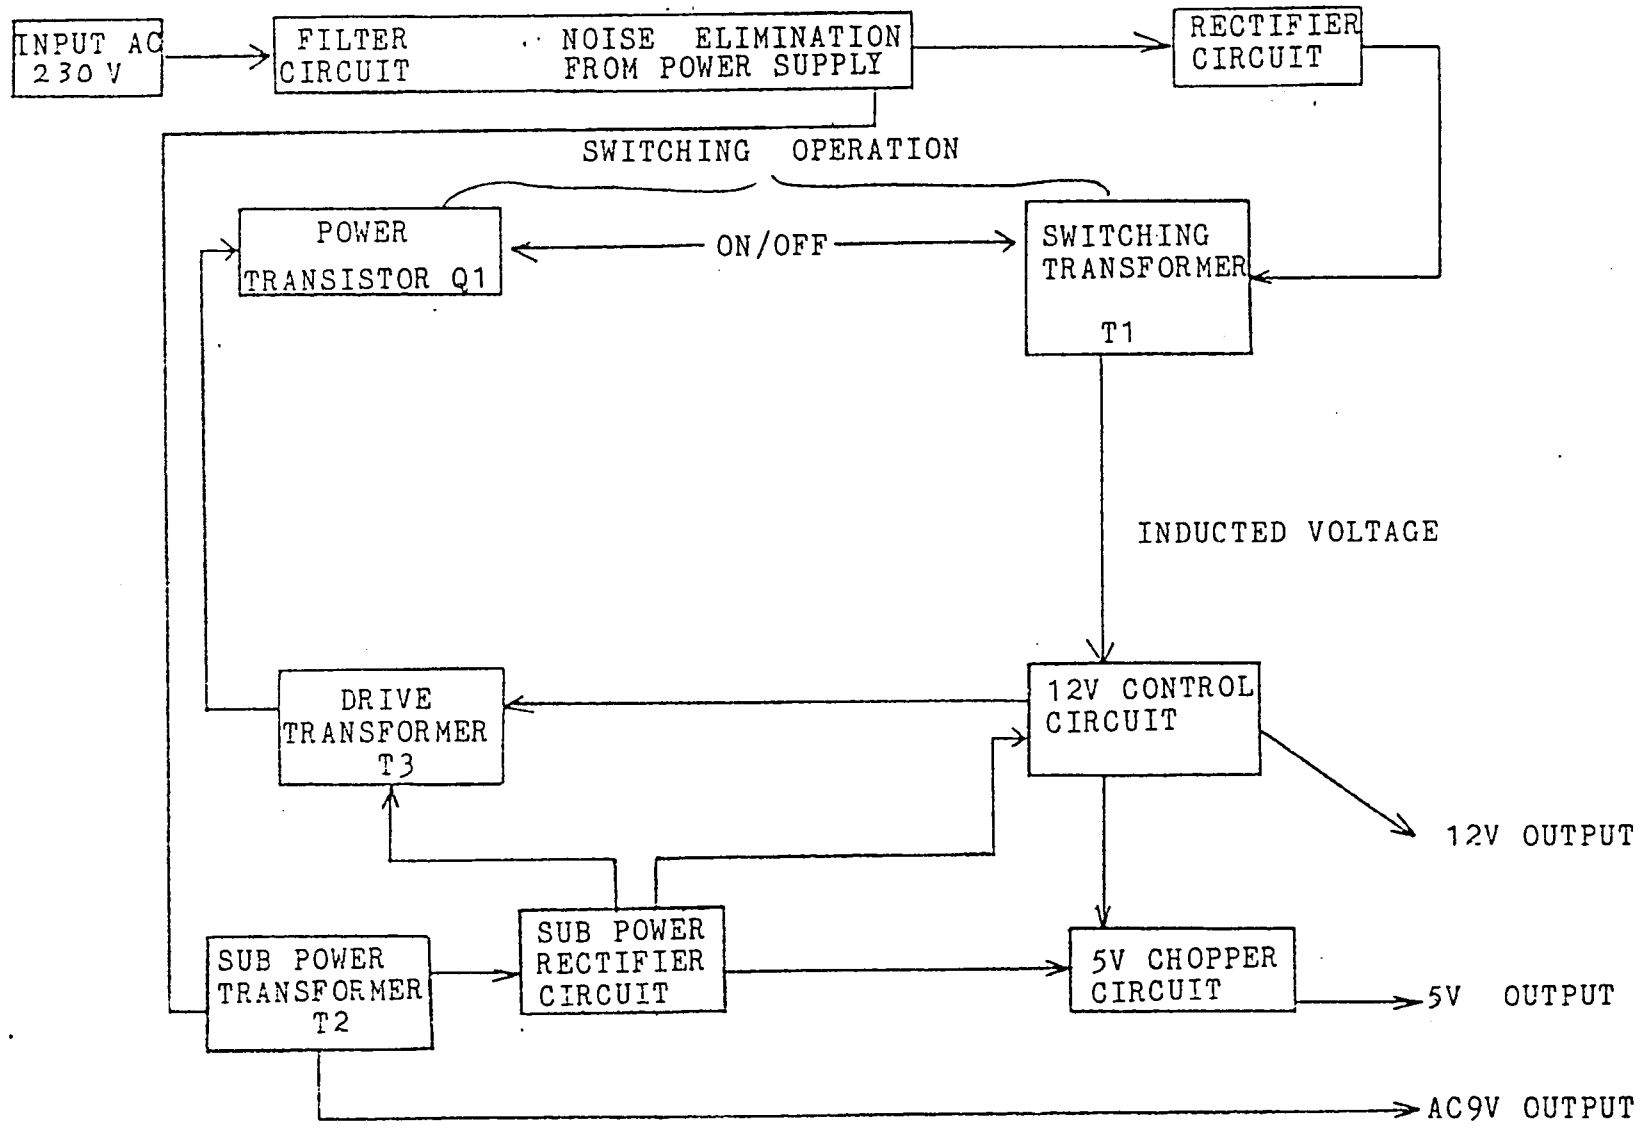 INPUT AC
230 V
FILTER
CIRCUIT
NOISE ELIMINATION
FROM POWER SUPPLY
RECTIFIER
CIRCUIT
SWITCHING OPERATION
POWER
TRANSISTOR Q1
ON/OFF
SWITCHING
TRANSFORMER
T1
INDUCTED VOLTAGE
DRIVE
TRANSFORMER
T3
12V CONTROL
CIRCUIT
12V OUTPUT
SUB POWER
TRANSFORMER
T2
SUB POWER
RECTIFIER
CIRCUIT
5V CHOPPER
CIRCUIT
5V OUTPUT
AC9V OUTPUT